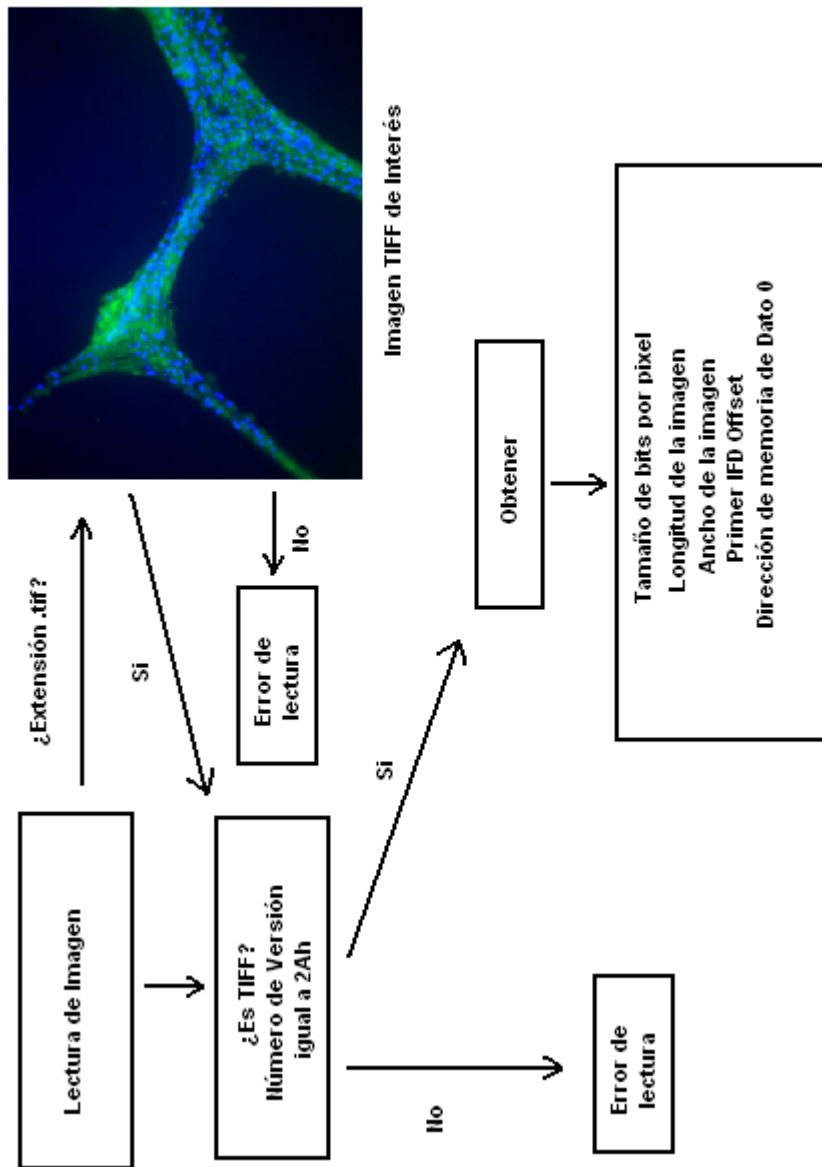 Lectura de Imagen
¿Extensión .tif?
Imagen TIFF de Interés
Si
No
Error de
lectura
¿Es TIFF?
Número de Versión
igual a 2Ah
Si
No
Error de
lectura
Obtener
Tamaño de bits por pixel
Longitud de la imagen
Ancho de la imagen
Primer IFD Offset
Dirección de memoria de Dato 0